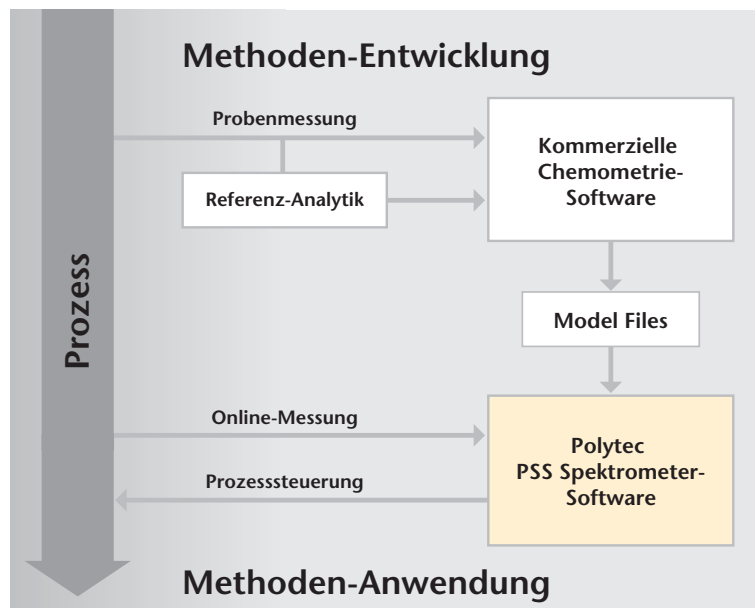 Methoden-Entwicklung
Probenmessung
Kommerzielle
Chemometrie-
Software
Referenz-Analytik
Prozess
Model Files
Online-Messung
Polytec
PSS Spektrometer-
Software
Prozesssteuerung
Methoden-Anwendung